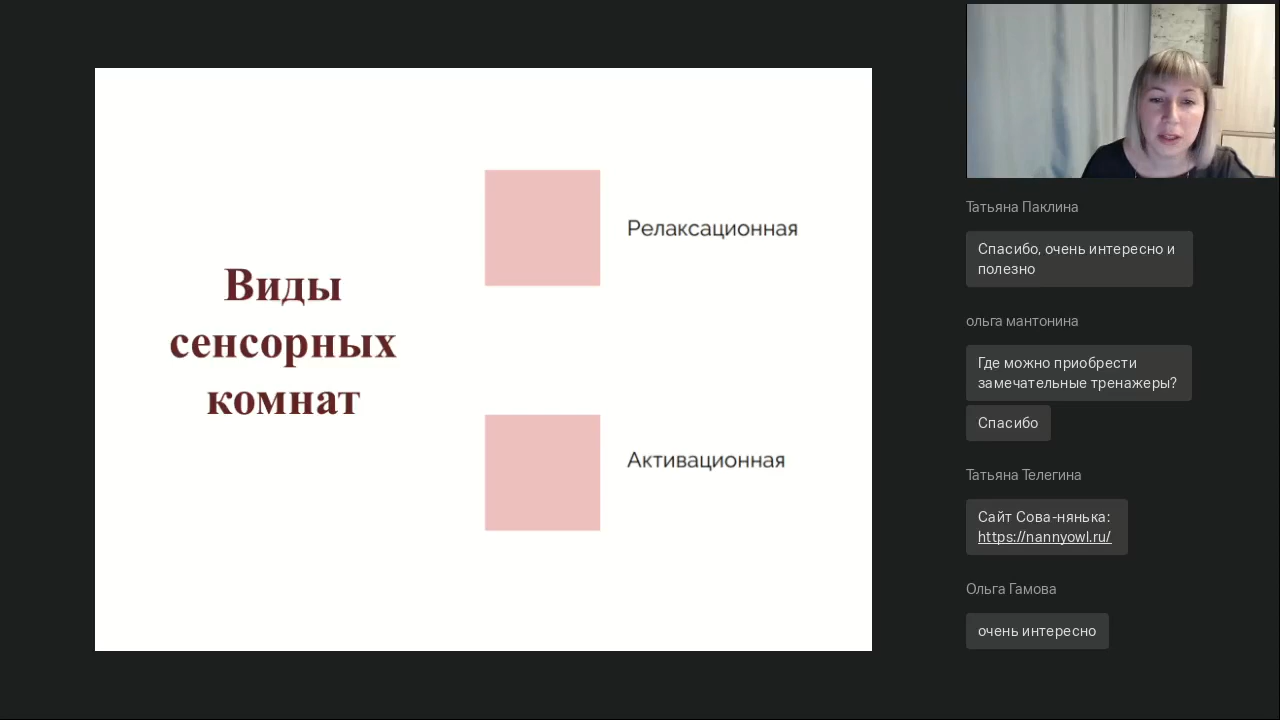 Виды
сенсорных
комнат
Релаксационная
Активационная
Татьяна Паклина
Спасибо, очень интересно и
полезно
ольга мантонина
Где можно приобрести
замечательные тренажеры?
Спасибо
Татьяна Телегина
Сайт Сова-нянька:
https://nannyowl.ru/
Ольга Гамова
очень интересно